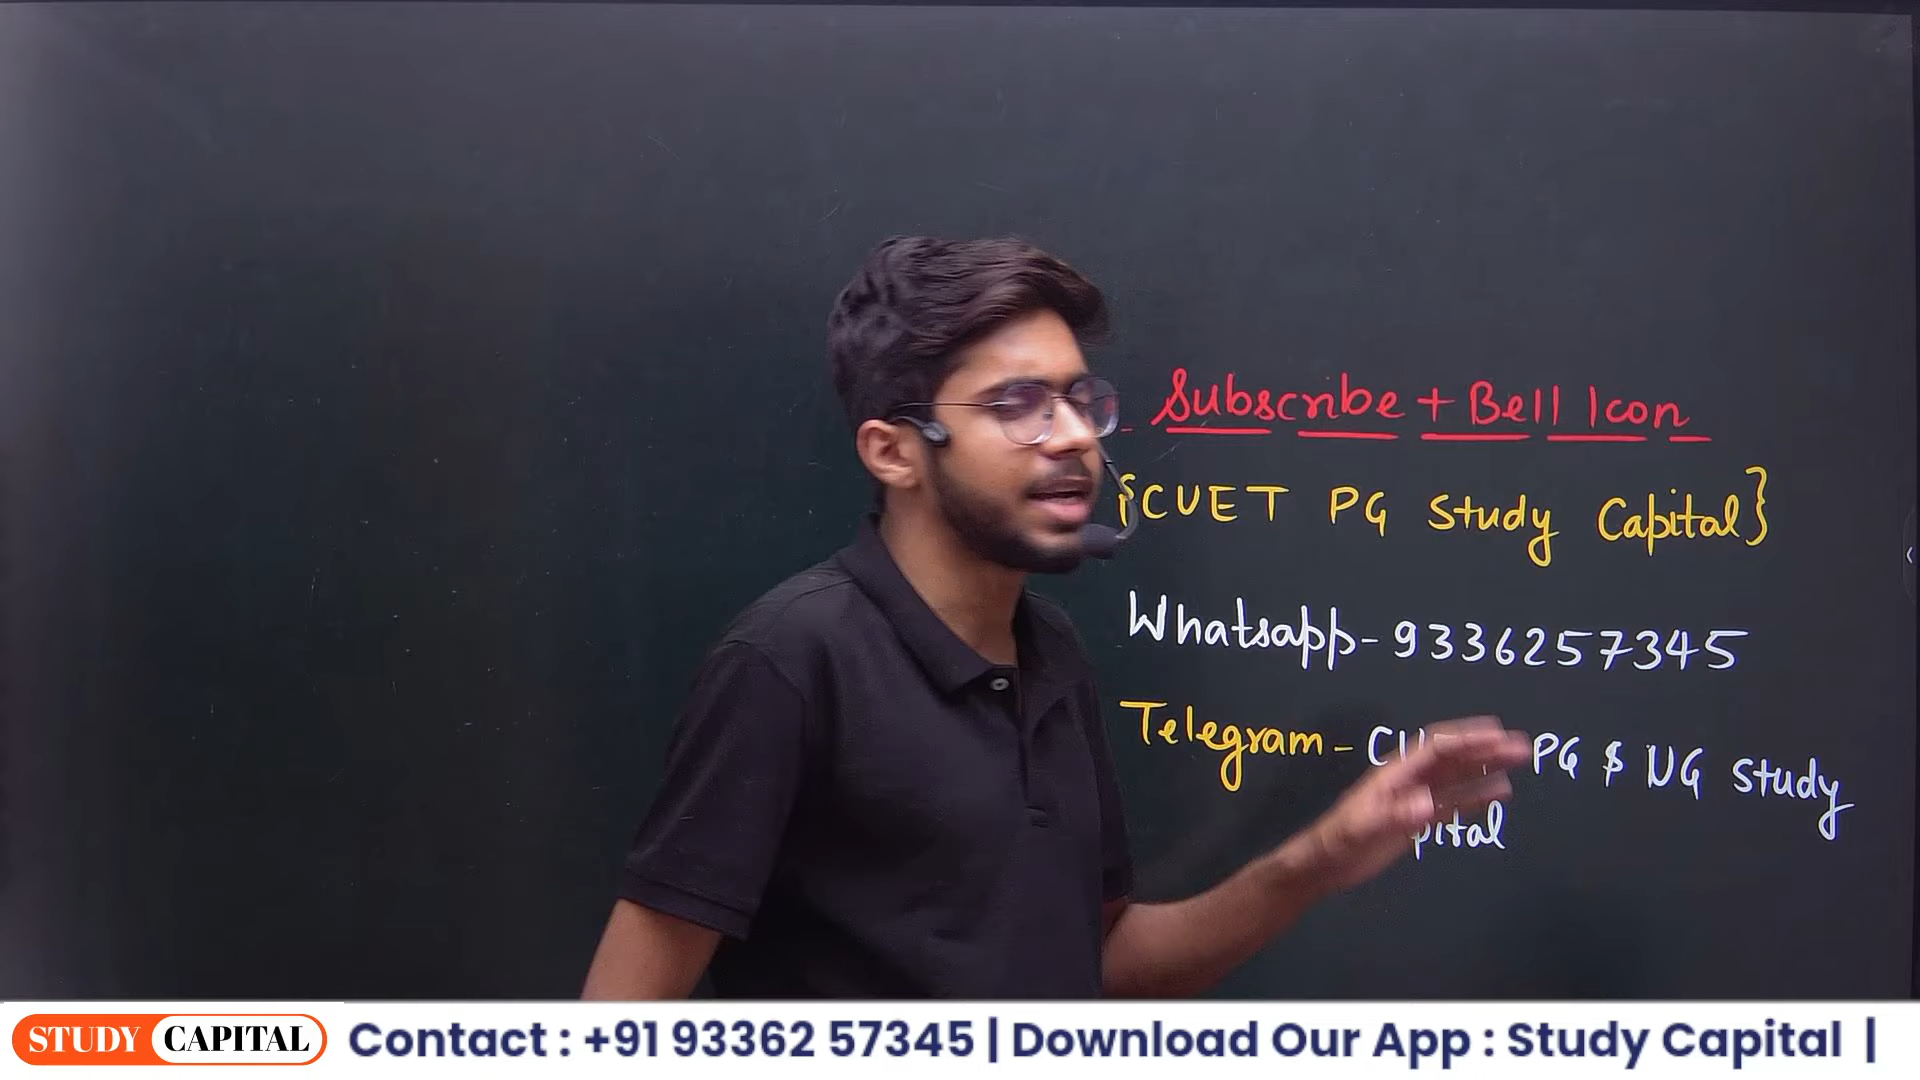 Subscribe + Bell Icon
{CUET PG Study Capital}
Whatsapp - 9336257345
Telegram - PG & UG Study
STUDY CAPITAL Contact : +91 93362 57345 | Download Our App : Study Capital |